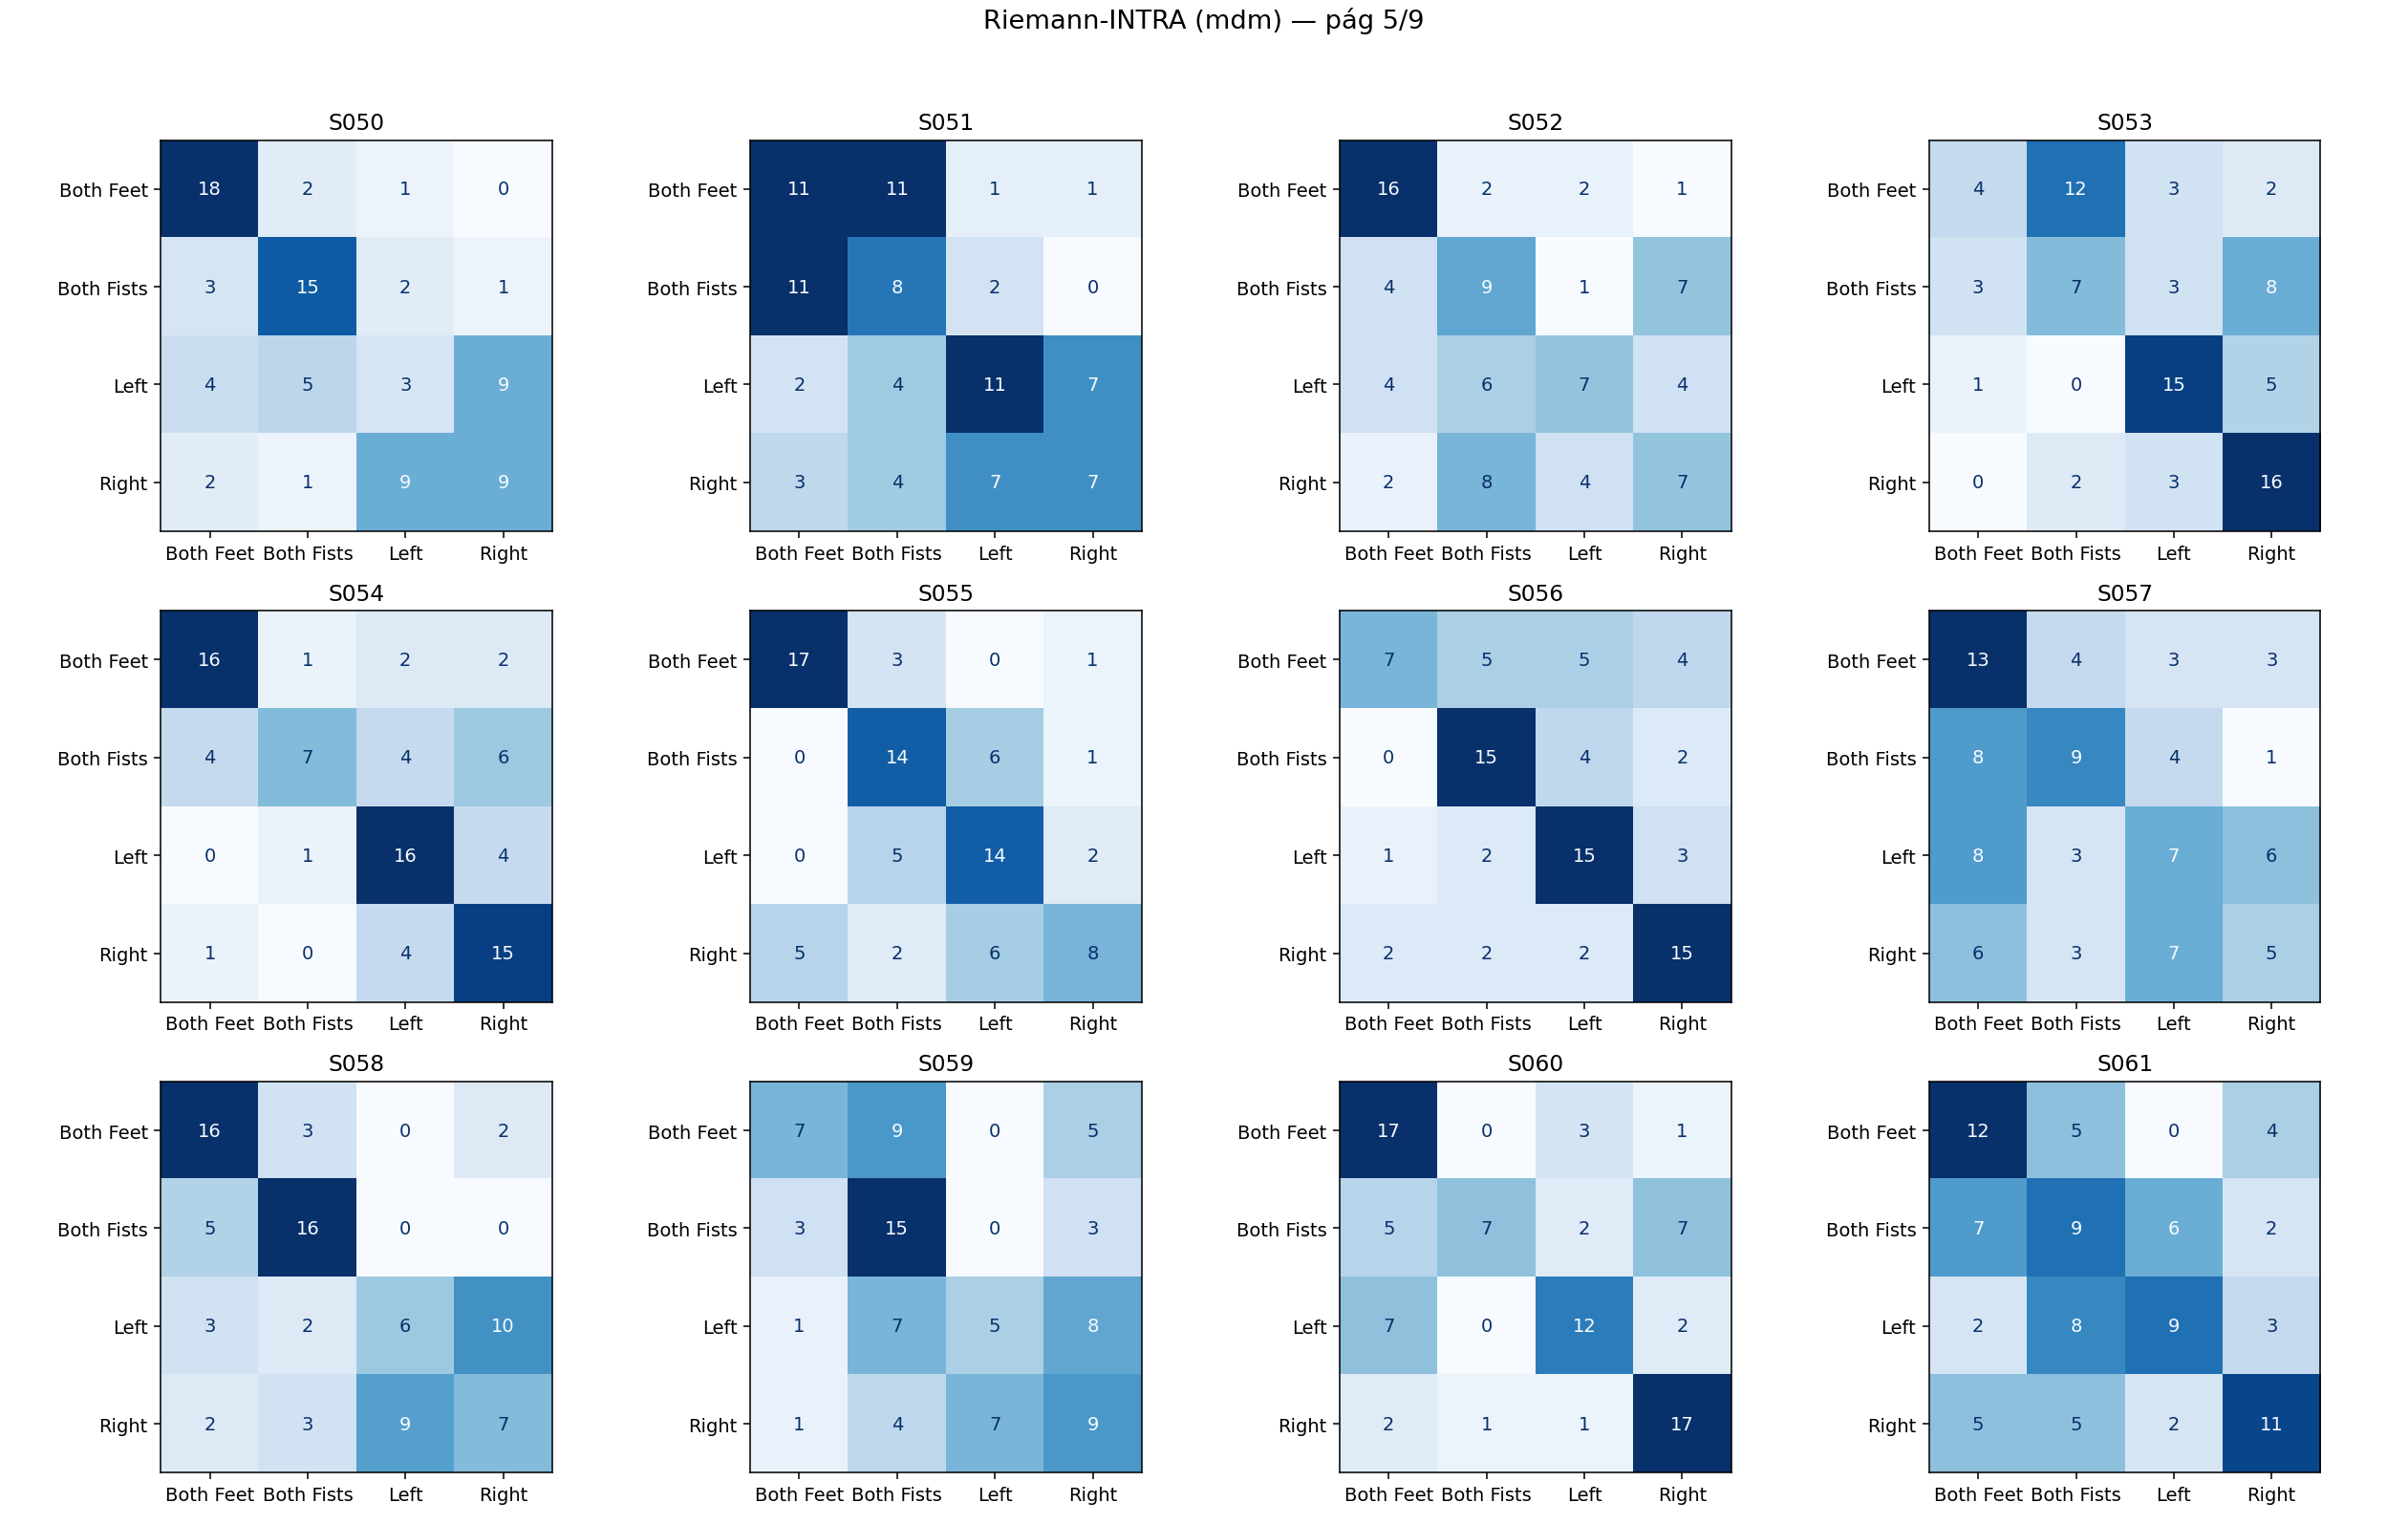 Riemann-INTRA (mdm) — pág 5/9
S050 S051 S052 S053
Both Feet 18 2 1 0 Both Feet 11 11 1 1 Both Feet 16 2 2 1 Both Feet 4 12 3 2
Both Fists 3 15 2 1 Both Fists 11 8 2 0 Both Fists 4 9 1 7 Both Fists 3 7 3 8
Left 4 5 3 9 Left 2 4 11 7 Left 4 6 7 4 Left 1 0 15 5
Right 2 1 9 9 Right 3 4 7 7 Right 2 8 4 7 Right 0 2 3 16
Both Feet Both Fists Left Right Both Feet Both Fists Left Right Both Feet Both Fists Left Right Both Feet Both Fists Left Right
S054 S055 S056 S057
Both Feet 16 1 2 2 Both Feet 17 3 0 1 Both Feet 7 5 5 4 Both Feet 13 4 3 3
Both Fists 4 7 4 6 Both Fists 0 14 6 1 Both Fists 0 15 4 2 Both Fists 8 9 4 1
Left 0 1 16 4 Left 0 5 14 2 Left 1 2 15 3 Left 8 3 7 6
Right 1 0 4 15 Right 5 2 6 8 Right 2 2 2 15 Right 6 3 7 5
Both Feet Both Fists Left Right Both Feet Both Fists Left Right Both Feet Both Fists Left Right Both Feet Both Fists Left Right
S058 S059 S060 S061
Both Feet 16 3 0 2 Both Feet 7 9 0 5 Both Feet 17 0 3 1 Both Feet 12 5 0 4
Both Fists 5 16 0 0 Both Fists 3 15 0 3 Both Fists 5 7 2 7 Both Fists 7 9 6 2
Left 3 2 6 10 Left 1 7 5 8 Left 7 0 12 2 Left 2 8 9 3
Right 2 3 9 7 Right 1 4 7 9 Right 2 1 1 17 Right 5 5 2 11
Both Feet Both Fists Left Right Both Feet Both Fists Left Right Both Feet Both Fists Left Right Both Feet Both Fists Left Right